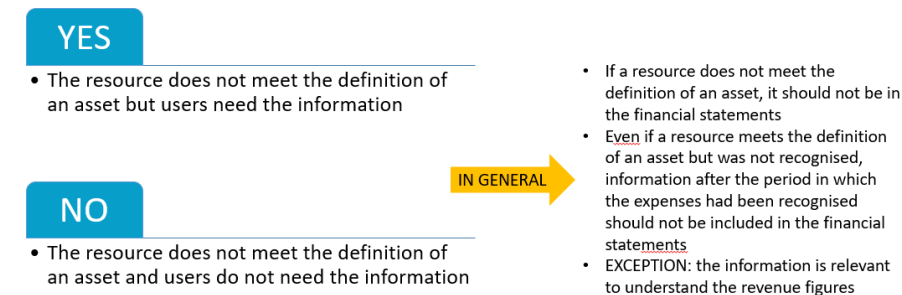 YES
• The resource does not meet the definition of
an asset but users need the information
NO
• The resource does not meet the definition of
an asset and users do not need the information
IN GENERAL
• If a resource does not meet the
definition of an asset, it should not be in
the financial statements
• Even if a resource meets the definition
of an asset but was not recognised,
information after the period in which
the expenses had been recognised
should not be included in the financial
statements
• EXCEPTION: the information is relevant
to understand the revenue figures